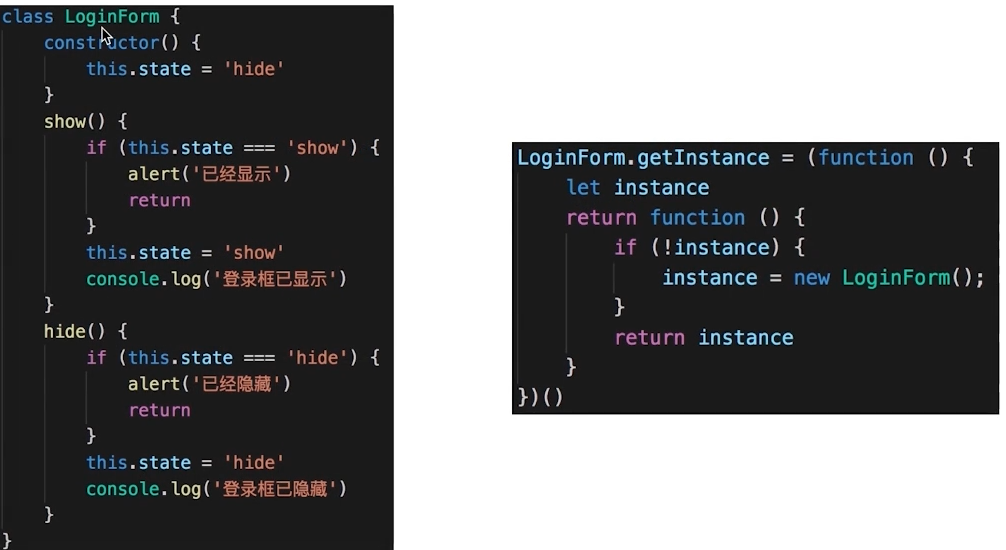 class LoginForm {
    constructor() {
        this.state = 'hide'
    }
    show() {
        if (this.state === 'show') {
            alert('已经显示')
            return
        }
        this.state = 'show'
        console.log('登录框已显示')
    }
    hide() {
        if (this.state === 'hide') {
            alert('已经隐藏')
            return
        }
        this.state = 'hide'
        console.log('登录框已隐藏')
    }
}
LoginForm.getInstance = (function () {
    let instance
    return function () {
        if (!instance) {
            instance = new LoginForm();
        }
        return instance
    }
})()